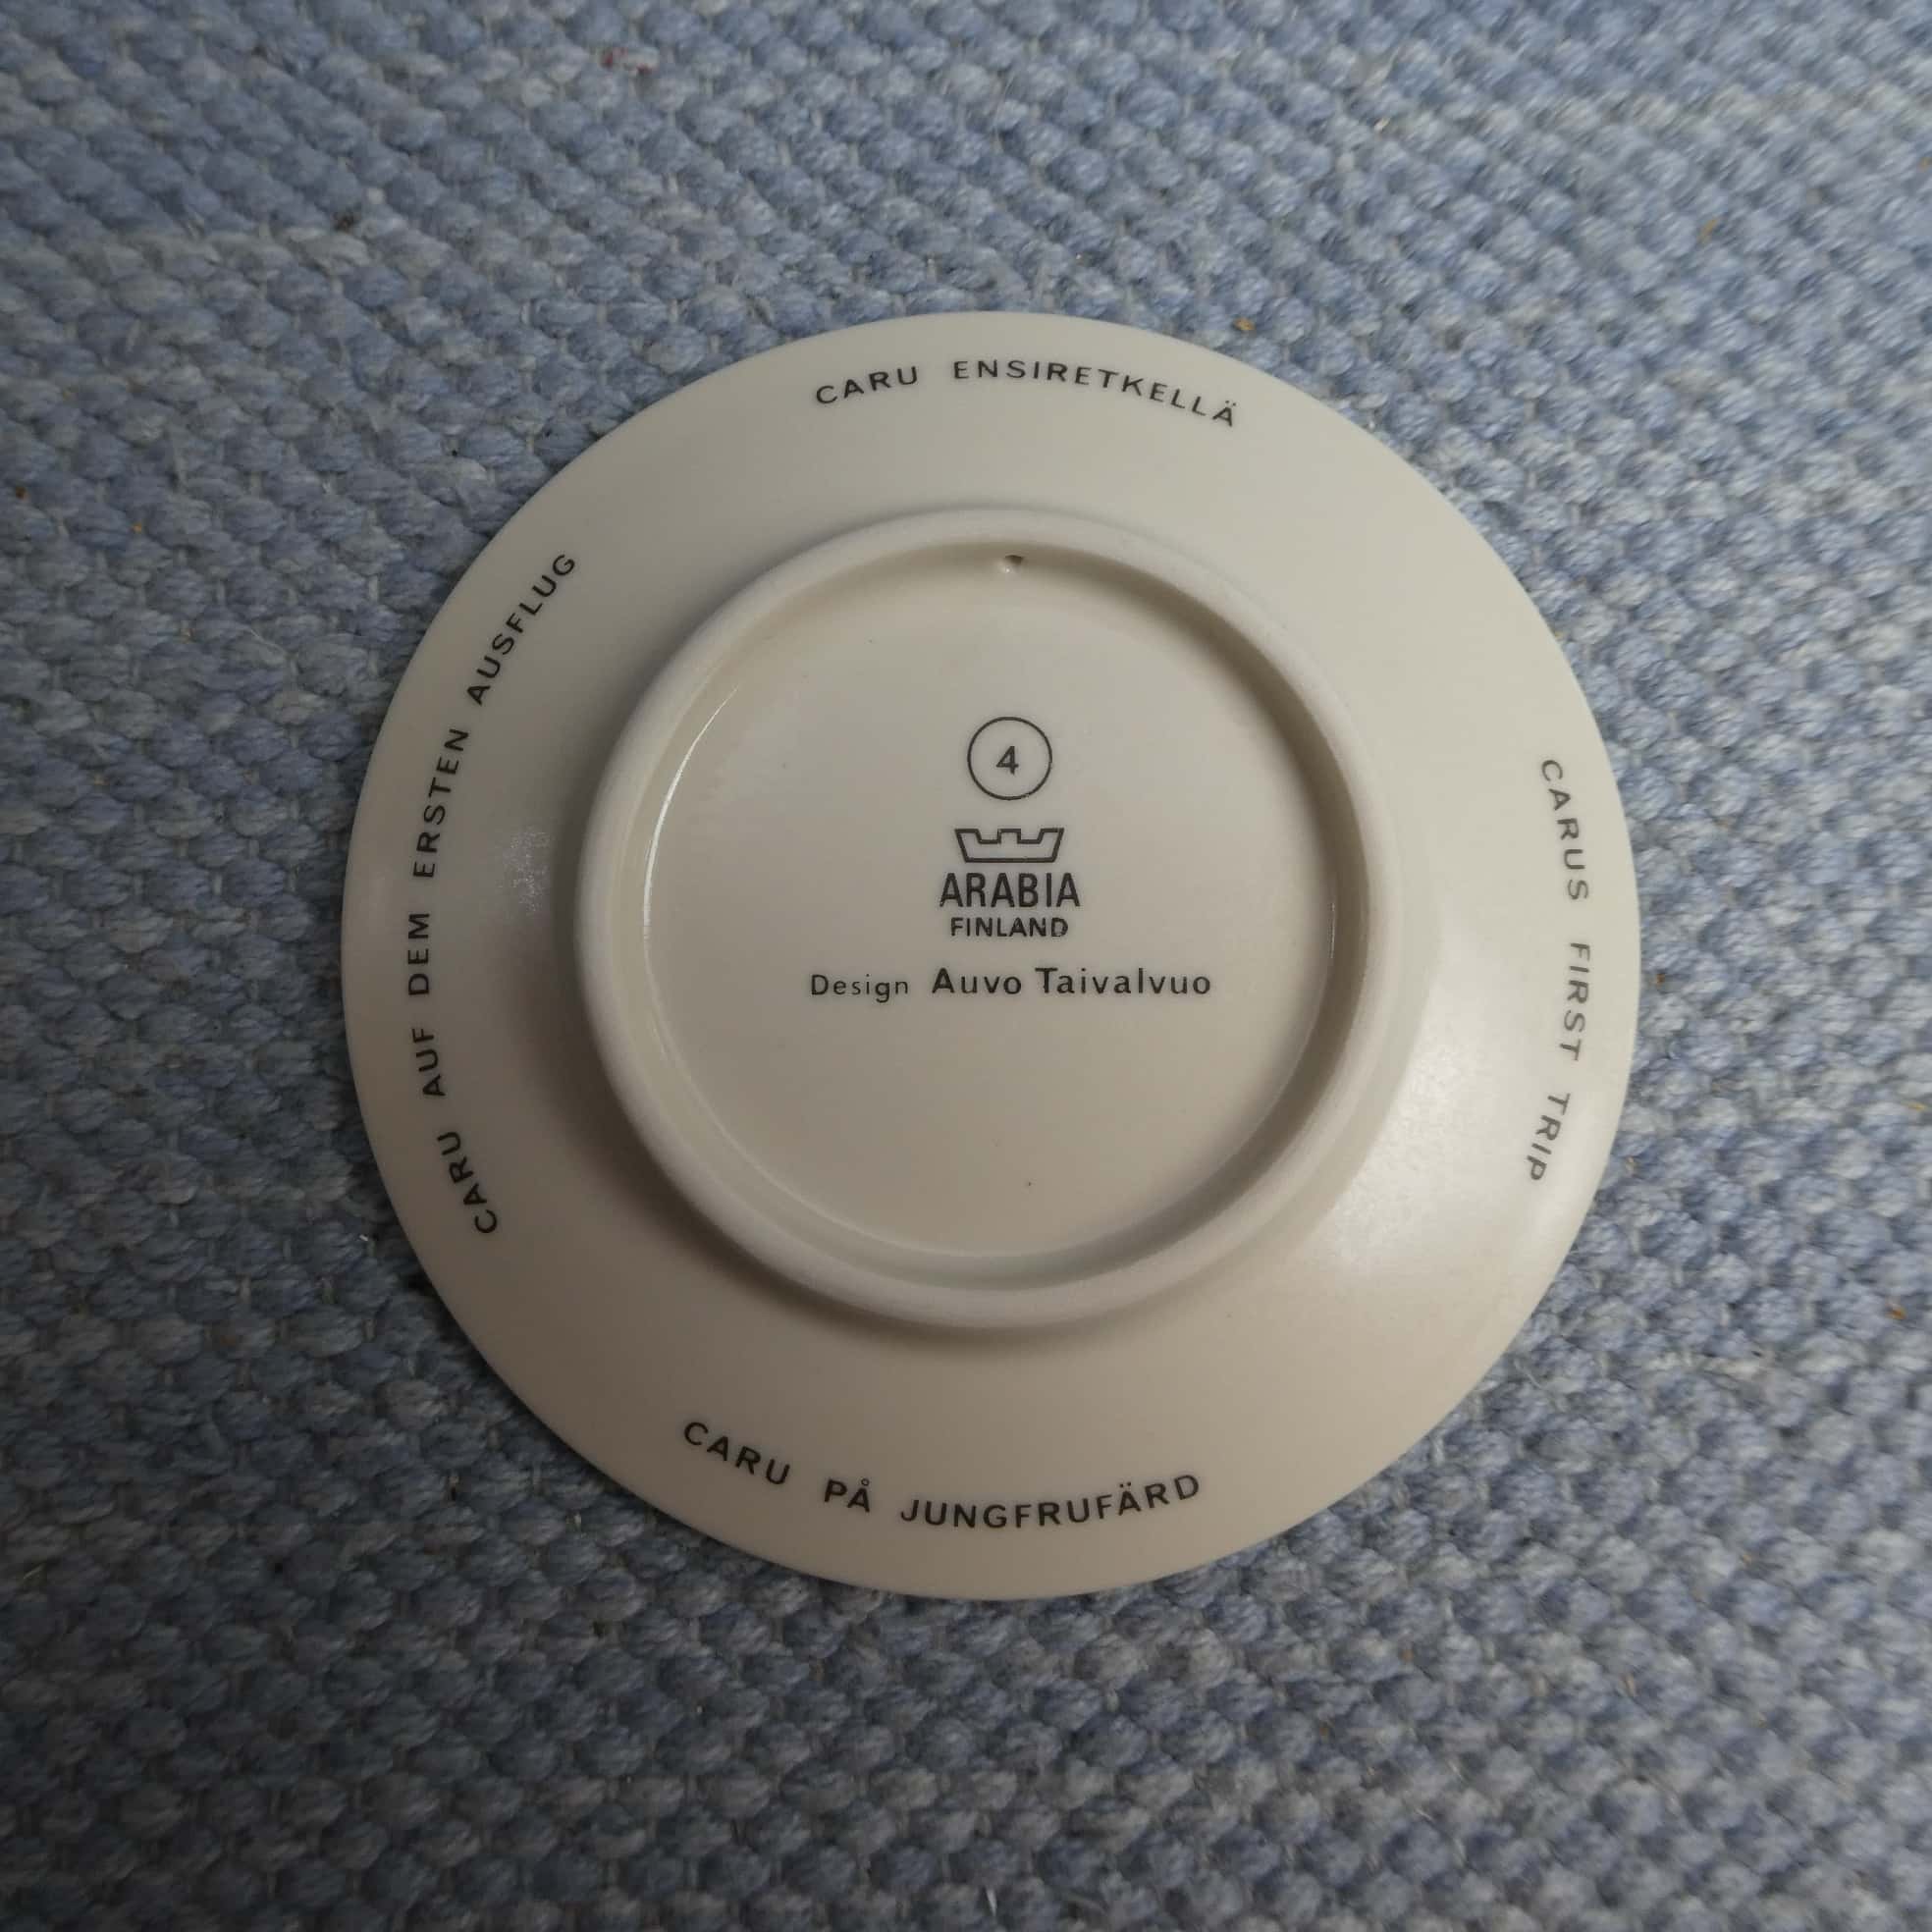 CARU ENSIRETKELLÄ
CARUS FIRST TRIP
CARU PÅ JUNGFRUFÄRD
CARU AUF DEM ERSTEN AUSFLUG
4
ARABIA
FINLAND
Design Auvo Taivalvuo